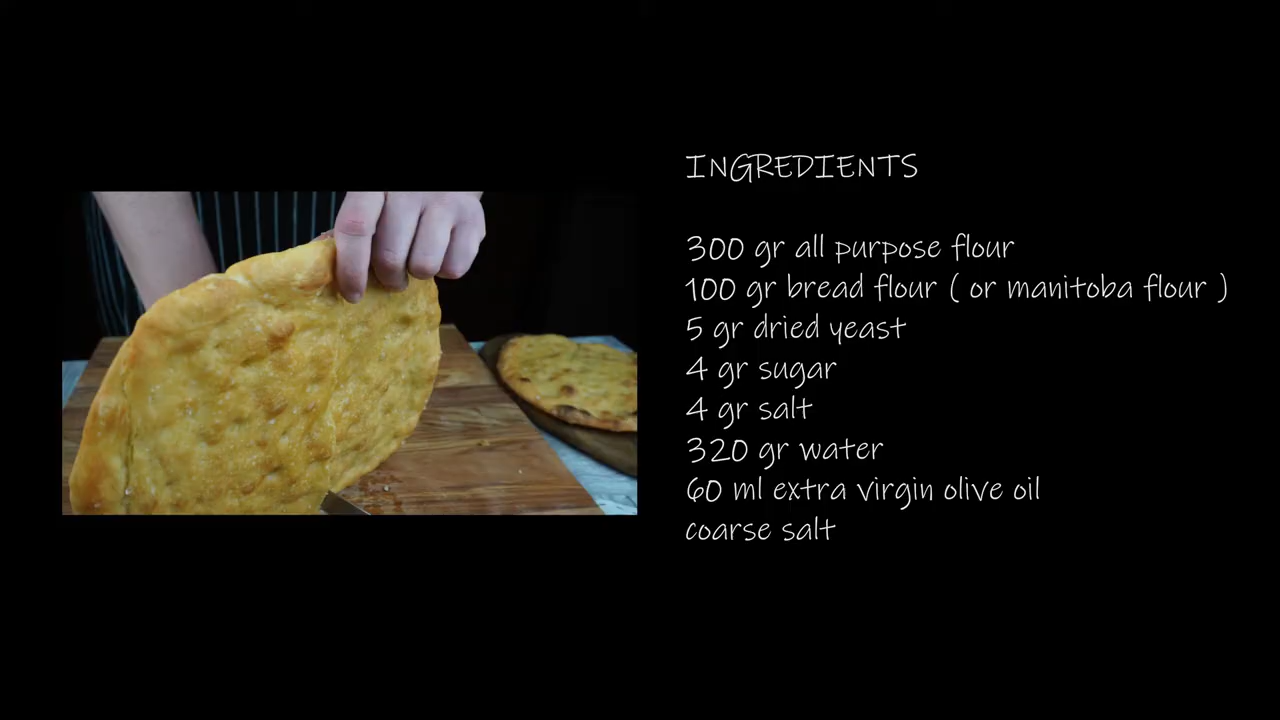 INGREDIENTS
300 gr all purpose flour
100 gr bread flour ( or manitoba flour )
5 gr dried yeast
4 gr sugar
4 gr salt
320 gr water
60 ml extra virgin olive oil
coarse salt